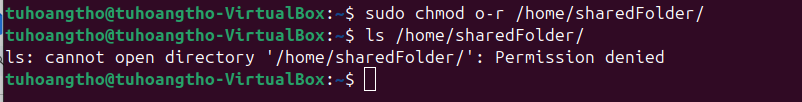 tuhoangtho@tuhoangtho-VirtualBox:~$ sudo chmod o-r /home/sharedFolder/
tuhoangtho@tuhoangtho-VirtualBox:~$ ls /home/sharedFolder/
ls: cannot open directory '/home/sharedFolder/': Permission denied
tuhoangtho@tuhoangtho-VirtualBox:~$